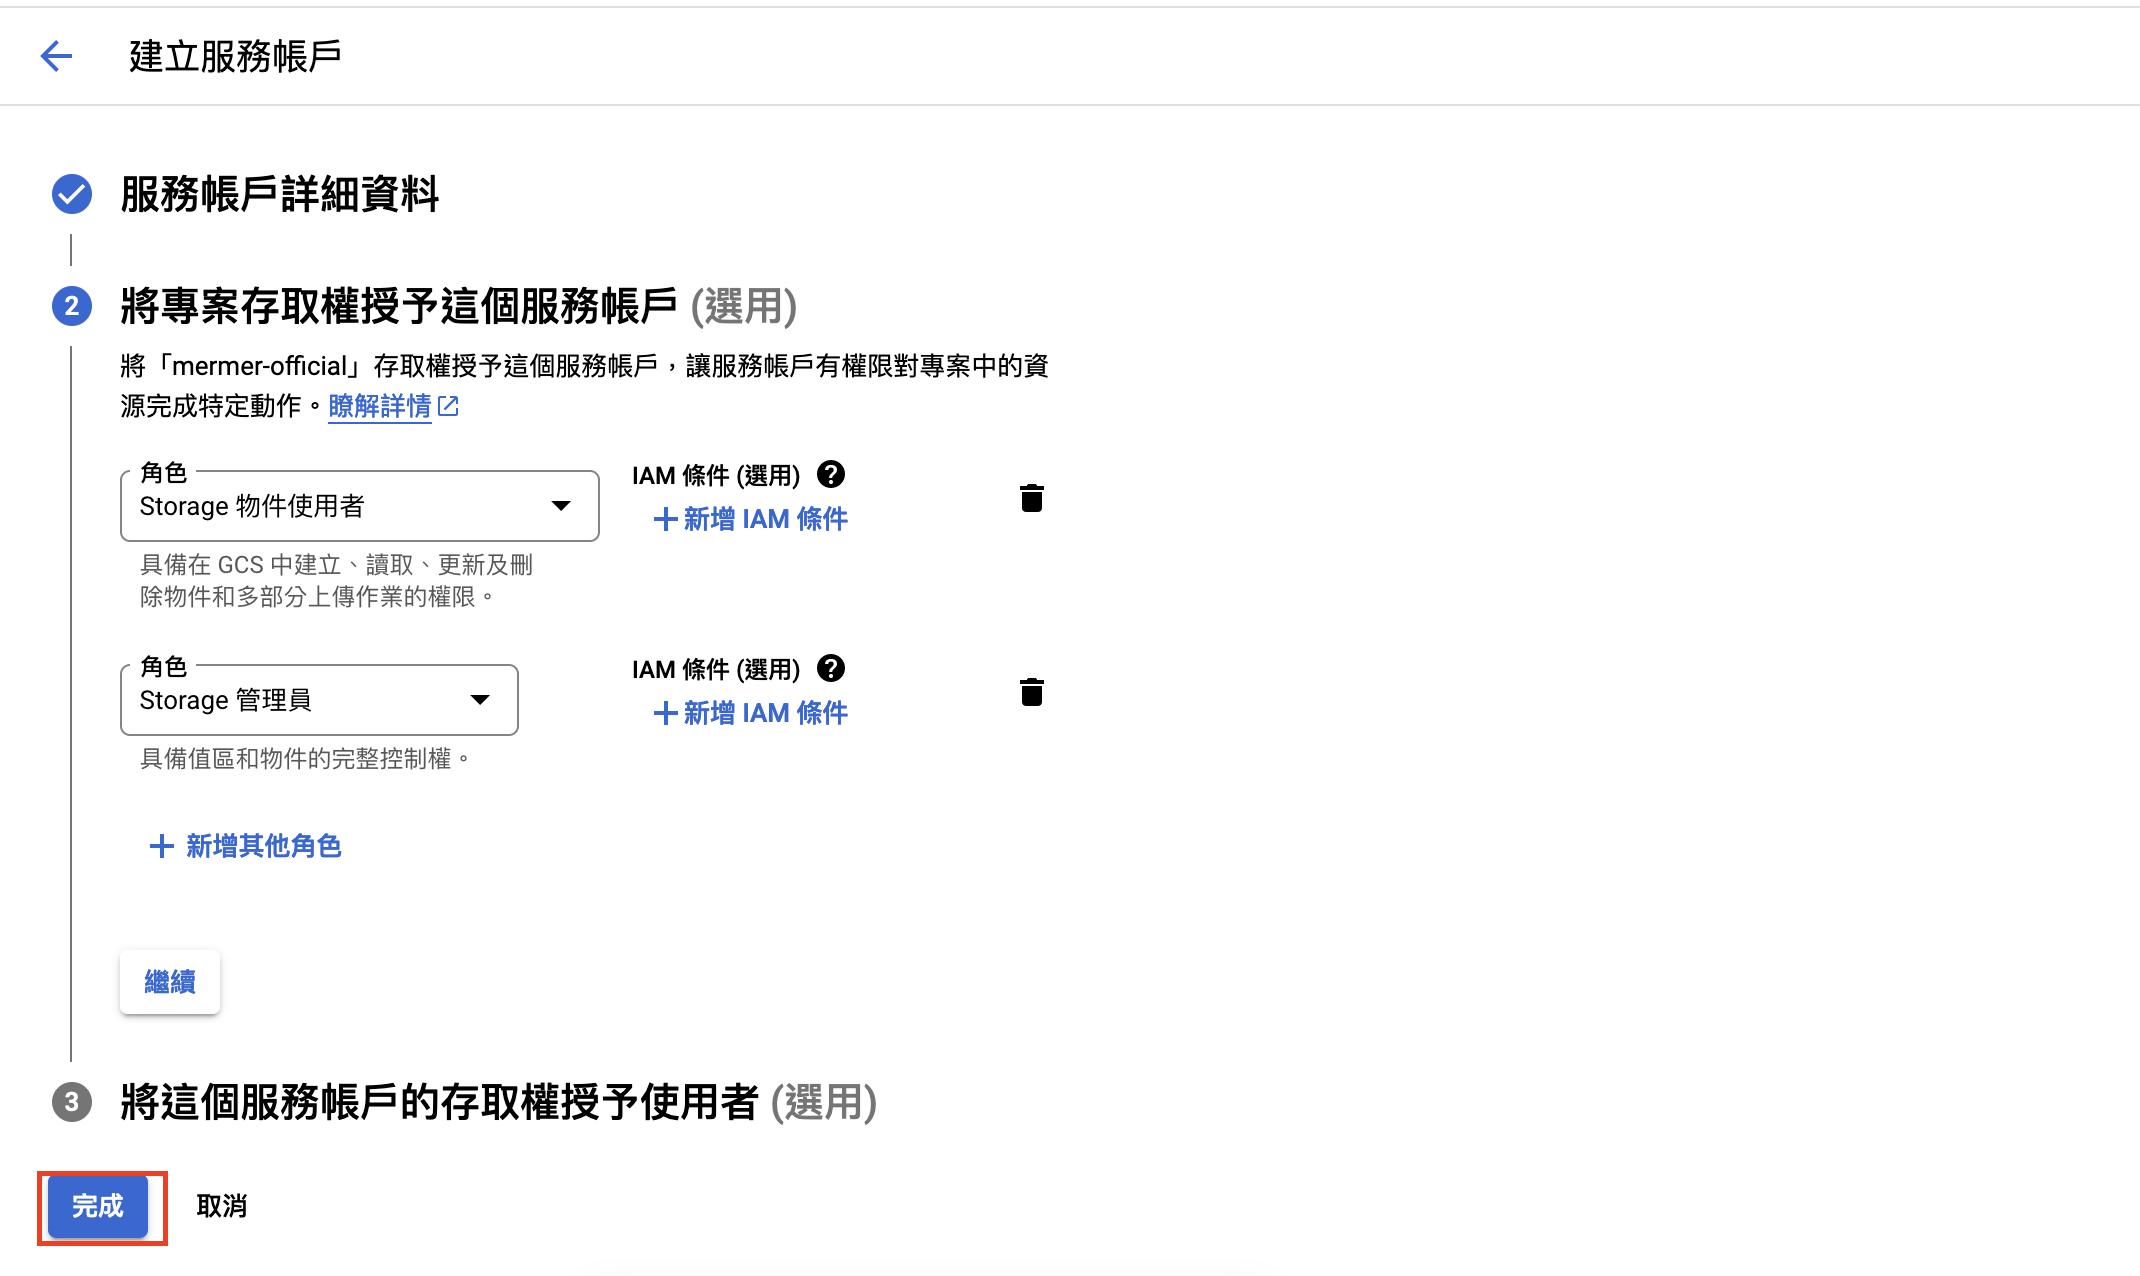 建立服務帳戶
服務帳戶詳細資料
2 將專案存取權授予這個服務帳戶 (選用)
將「mermer-official」存取權授予這個服務帳戶，讓服務帳戶有權限對專案中的資
源完成特定動作。瞭解詳情
角色
Storage 物件使用者
IAM 條件 (選用) ?
+ 新增 IAM 條件
具備在 GCS 中建立、讀取、更新及刪
除物件和多部分上傳作業的權限。
角色
Storage 管理員
IAM 條件 (選用) ?
+ 新增 IAM 條件
具備值區和物件的完整控制權。
+ 新增其他角色
繼續
3 將這個服務帳戶的存取權授予使用者 (選用)
完成 取消